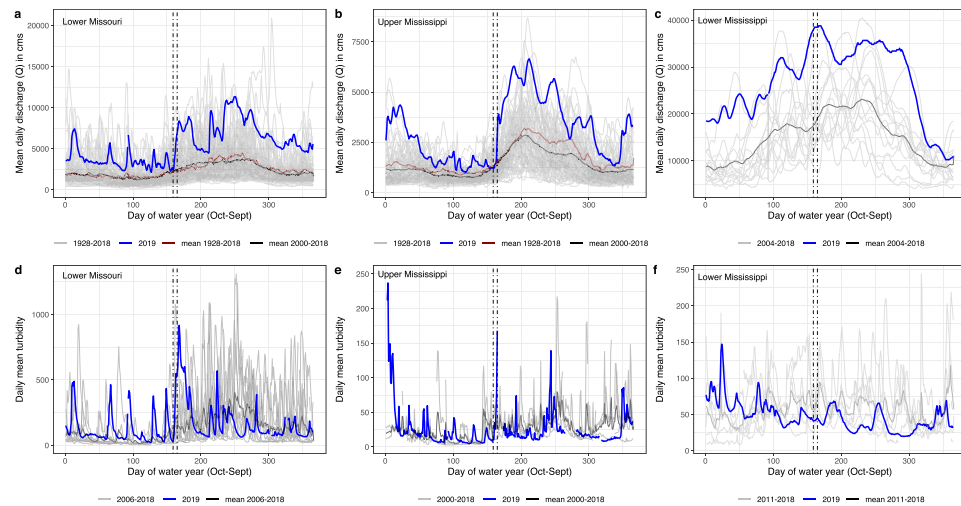 a
Lower Missouri
Mean daily discharge (Q) in cms
20000
15000
10000
5000
0
0 100 200 300
Day of water year (Oct-Sept)
1928-2018 2019 mean 1928-2018 mean 2000-2018
b
Upper Mississippi
Mean daily discharge (Q) in cms
7500
5000
2500
0
0 100 200 300
Day of water year (Oct-Sept)
1928-2018 2019 mean 1928-2018 mean 2000-2018
c
Lower Mississippi
Mean daily discharge (Q) in cms
40000
30000
20000
10000
0 100 200 300
Day of water year (Oct-Sept)
2004-2018 2019 mean 2004-2018
d
Lower Missouri
Daily mean turbidity
1000
500
0
0 100 200 300
Day of water year (Oct-Sept)
2006-2018 2019 mean 2006-2018
e
Upper Mississippi
Daily mean turbidity
250
200
150
100
50
0
0 100 200 300
Day of water year (Oct-Sept)
2000-2018 2019 mean 2000-2018
f
Lower Mississippi
Daily mean turbidity
250
200
150
100
50
0
0 100 200 300
Day of water year (Oct-Sept)
2011-2018 2019 mean 2011-2018